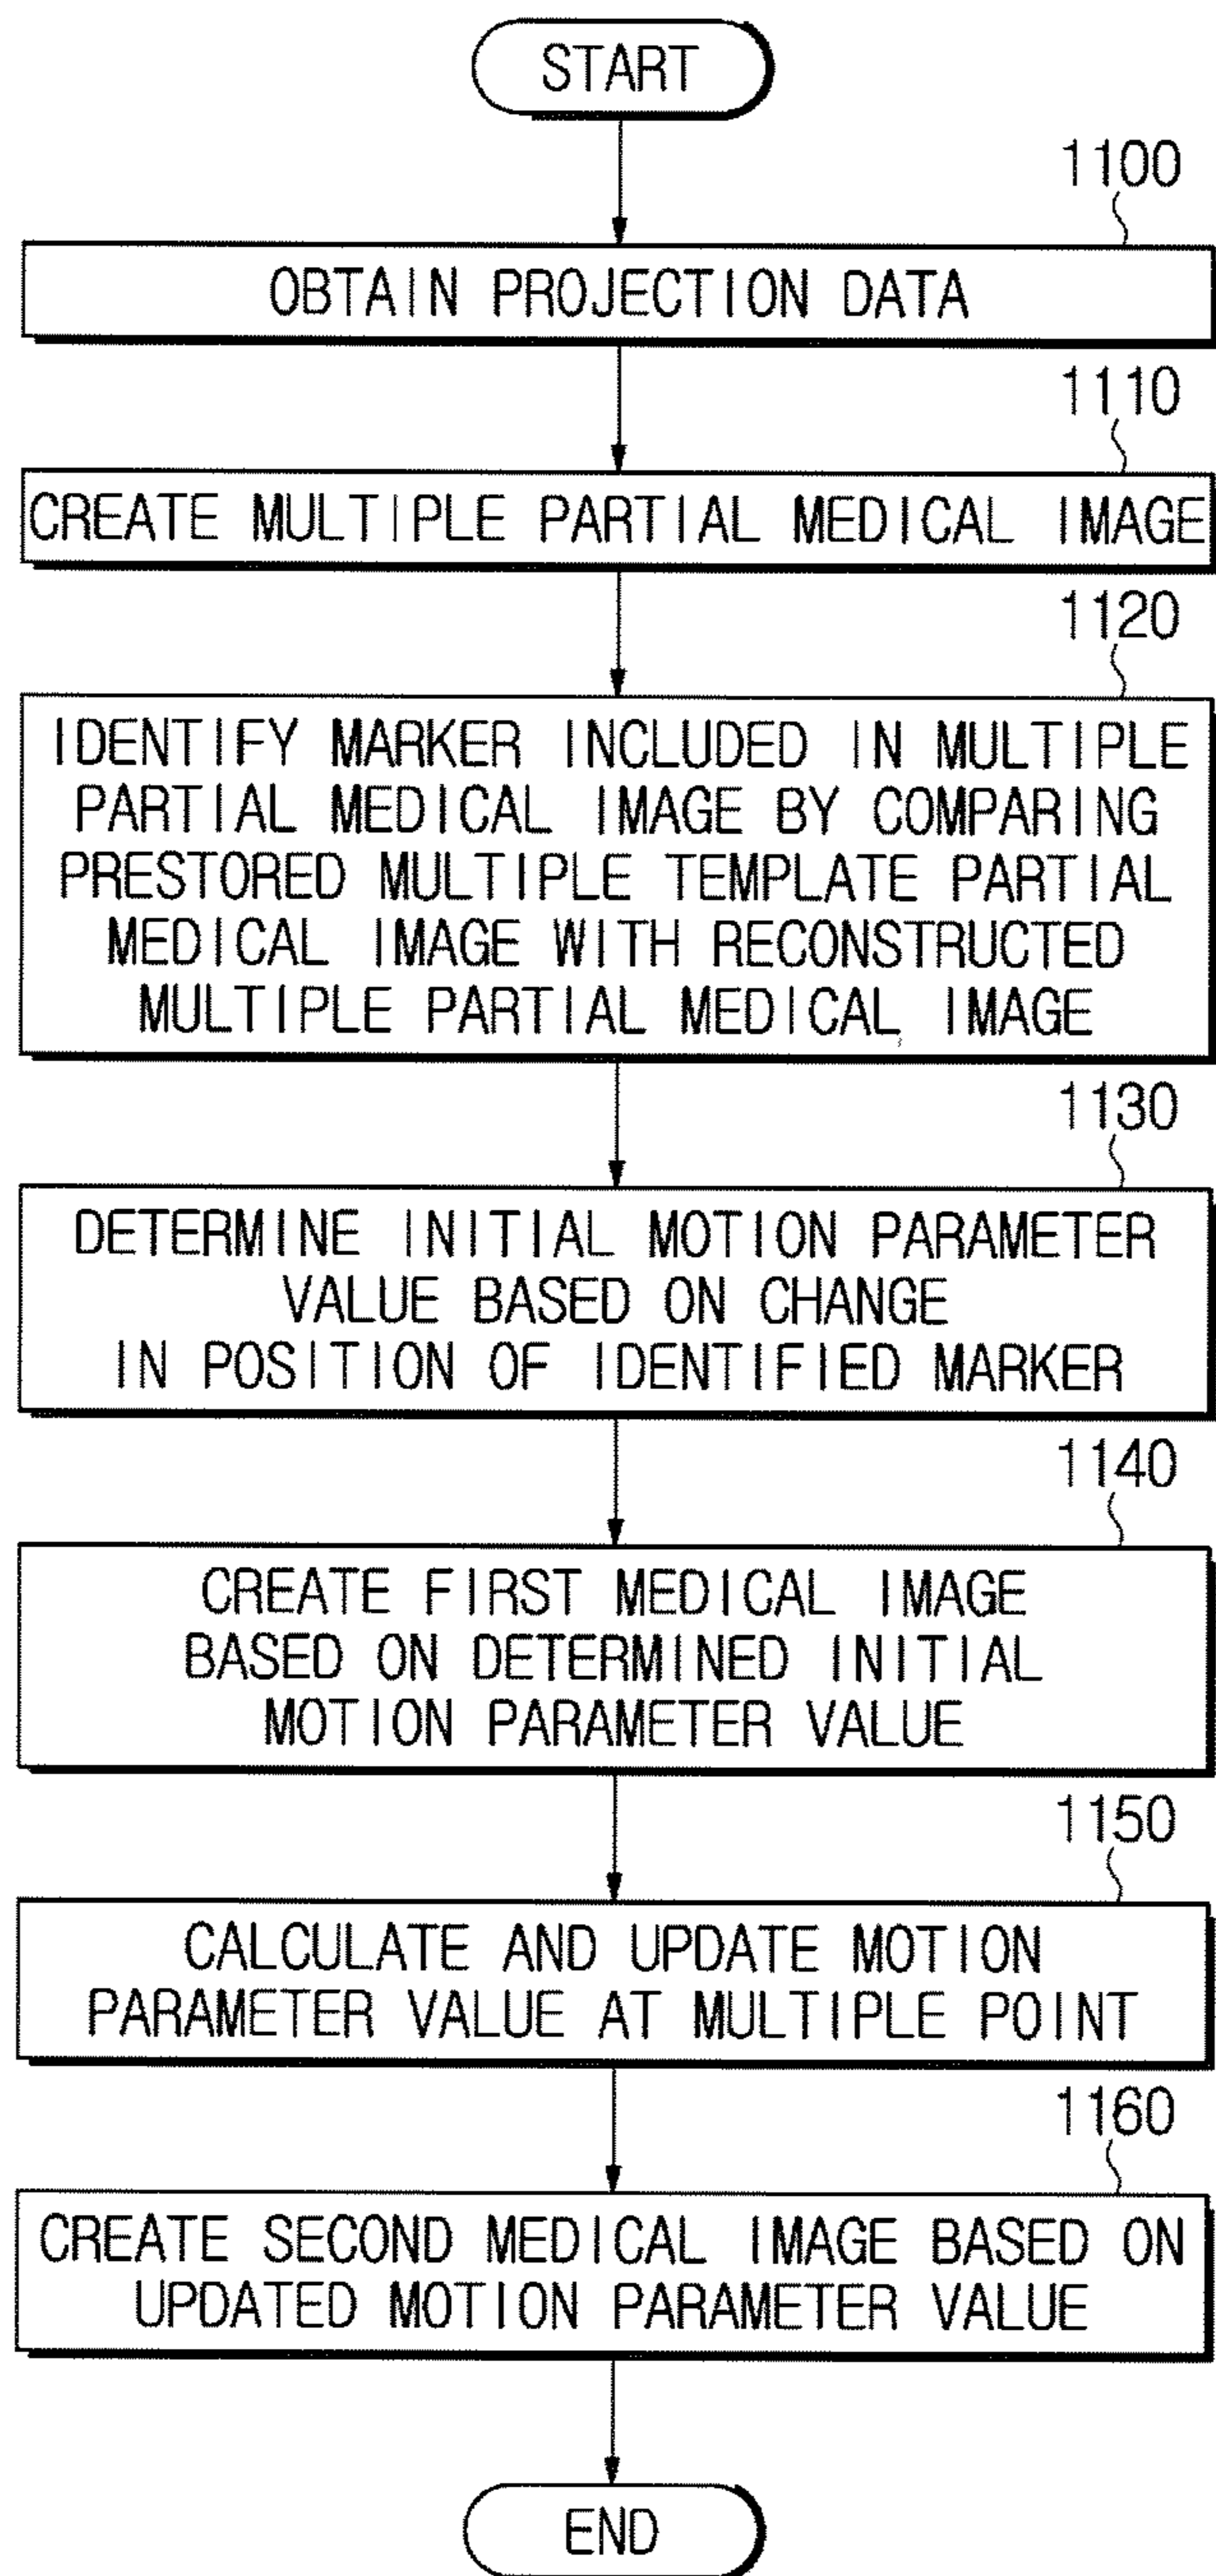 START
1100
OBTAIN PROJECTION DATA
1110
CREATE MULTIPLE PARTIAL MEDICAL IMAGE
1120
IDENTIFY MARKER INCLUDED IN MULTIPLE
PARTIAL MEDICAL IMAGE BY COMPARING
PRESTORED MULTIPLE TEMPLATE PARTIAL
MEDICAL IMAGE WITH RECONSTRUCTED
MULTIPLE PARTIAL MEDICAL IMAGE
1130
DETERMINE INITIAL MOTION PARAMETER
VALUE BASED ON CHANGE
IN POSITION OF IDENTIFIED MARKER
1140
CREATE FIRST MEDICAL IMAGE
BASED ON DETERMINED INITIAL
MOTION PARAMETER VALUE
1150
CALCULATE AND UPDATE MOTION
PARAMETER VALUE AT MULTIPLE POINT
1160
CREATE SECOND MEDICAL IMAGE BASED ON
UPDATED MOTION PARAMETER VALUE
END